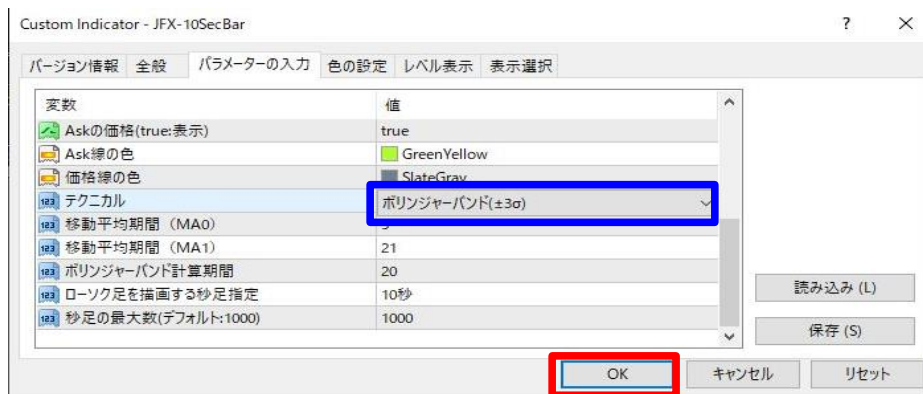 Custom Indicator - JFX-10SecBar ? ×
バージョン情報 全般 パラメーターの入力 色の設定 レベル表示 表示選択
変数 値
Askの価格(true:表示) true
Ask線の色 GreenYellow
価格線の色 SlateGray
123 テクニカル ボリンジャーバンド(±3σ)
123 移動平均期間 (MA0)
123 移動平均期間 (MA1) 21
123 ボリンジャーバンド計算期間 20
123 ローソク足を描画する秒足指定 10秒
123 秒足の最大数(デフォルト:1000) 1000
読み込み (L)
保存 (S)
OK キャンセル リセット